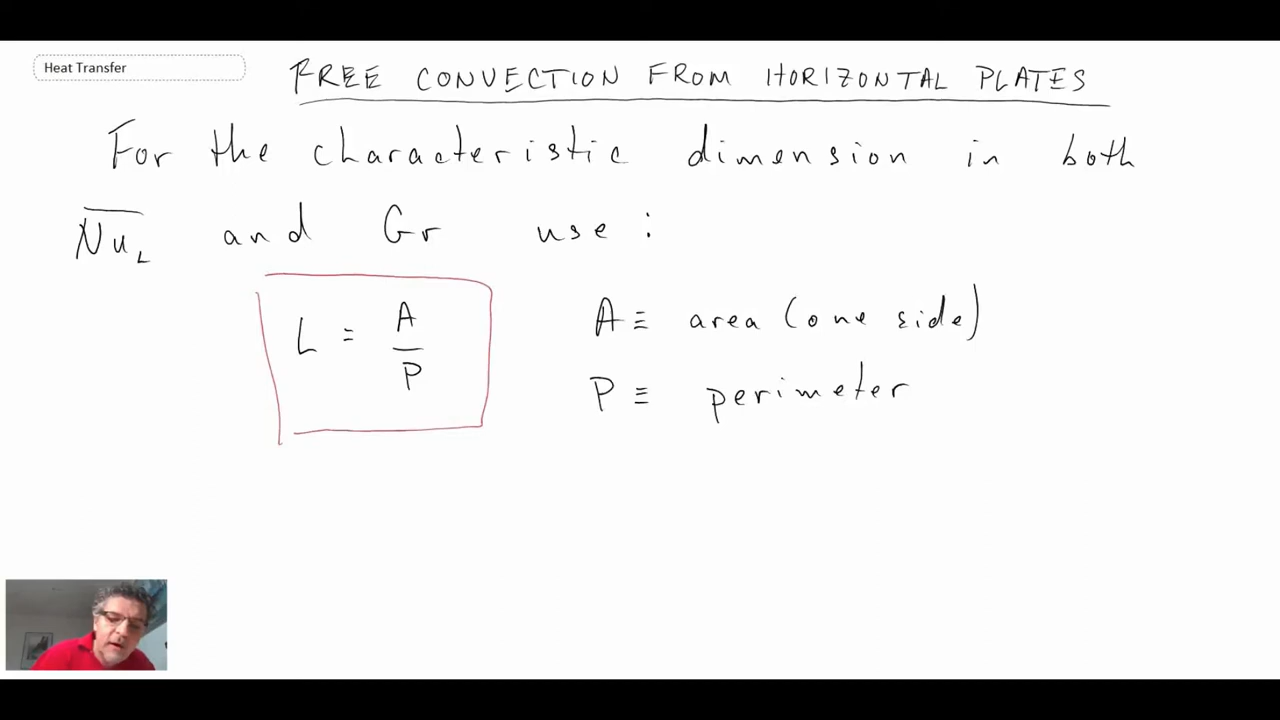 Heat Transfer
FREE CONVECTION FROM HORIZONTAL PLATES
For the characteristic dimension in both
N̅u̅_L and Gr use :
L = A/P
A ≡ area (one side)
P ≡ perimeter